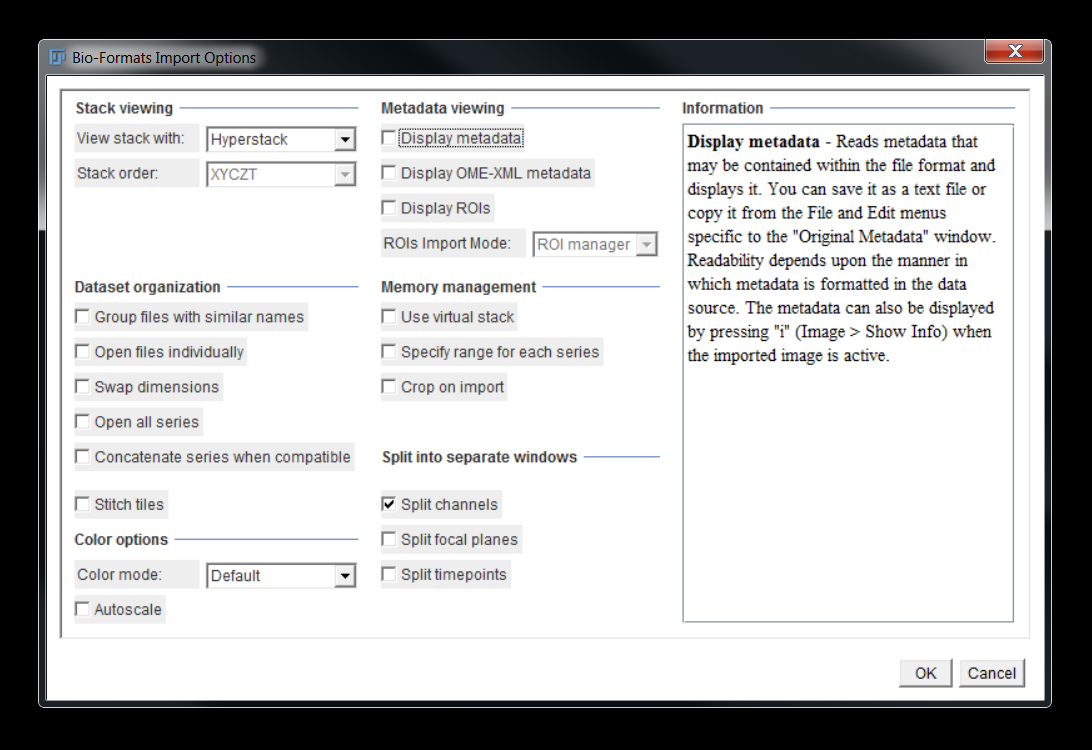 Bio-Formats Import Options
Stack viewing
View stack with: Hyperstack
Stack order: XYCZT
Metadata viewing
Display metadata
Display OME-XML metadata
Display ROIs
ROIs Import Mode: ROI manager
Information
Display metadata - Reads metadata that
may be contained within the file format and
displays it. You can save it as a text file or
copy it from the File and Edit menus
specific to the "Original Metadata" window.
Readability depends upon the manner in
which metadata is formatted in the data
source. The metadata can also be displayed
by pressing "i" (Image > Show Info) when
the imported image is active.
Dataset organization
Group files with similar names
Open files individually
Swap dimensions
Open all series
Concatenate series when compatible
Stitch tiles
Memory management
Use virtual stack
Specify range for each series
Crop on import
Color options
Color mode: Default
Autoscale
Split into separate windows
Split channels
Split focal planes
Split timepoints
OK
Cancel